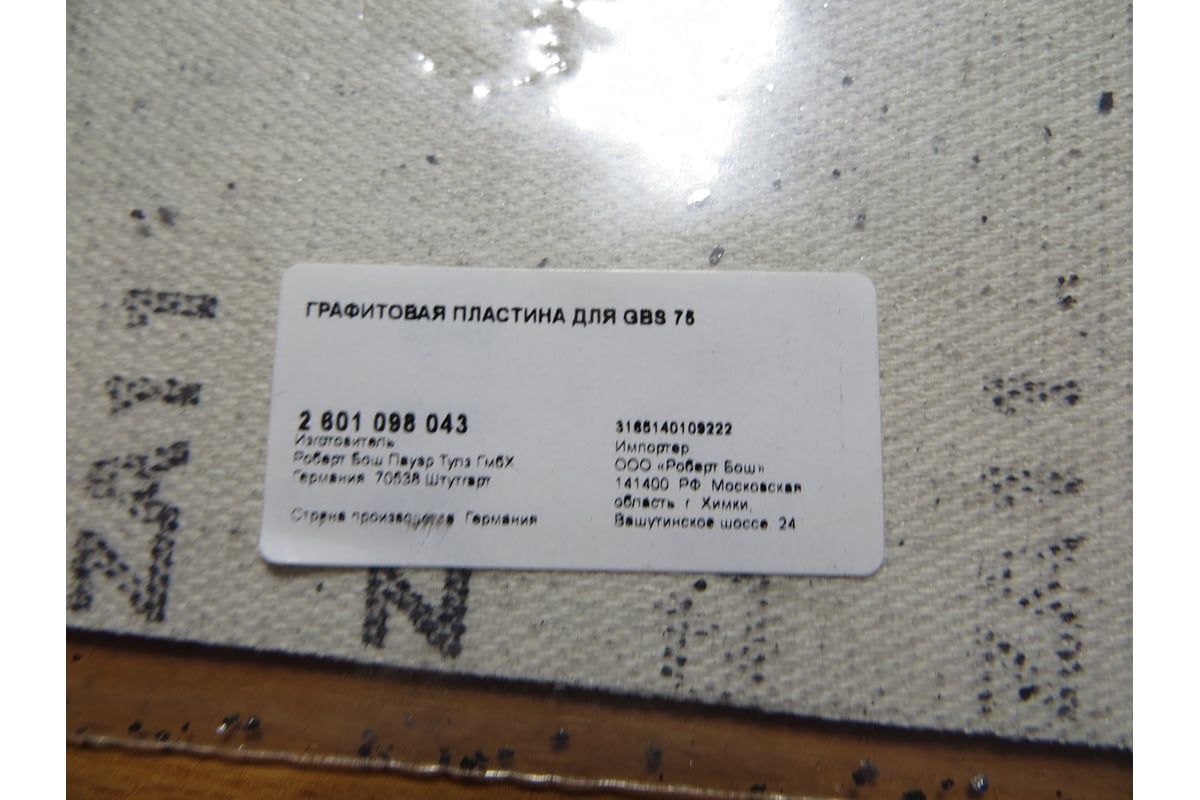 ГРАФИТОВАЯ ПЛАСТИНА ДЛЯ GBS 75
2 601 098 043
Изготовитель
Роберт Бош Пауэр Тулз ГмбХ
Германия 70538 Штутгарт
Страна производства Германия
3165140109222
Импортер
ООО «Роберт Бош»
141400 РФ Московская
область г Химки,
Вашутинское шоссе 24